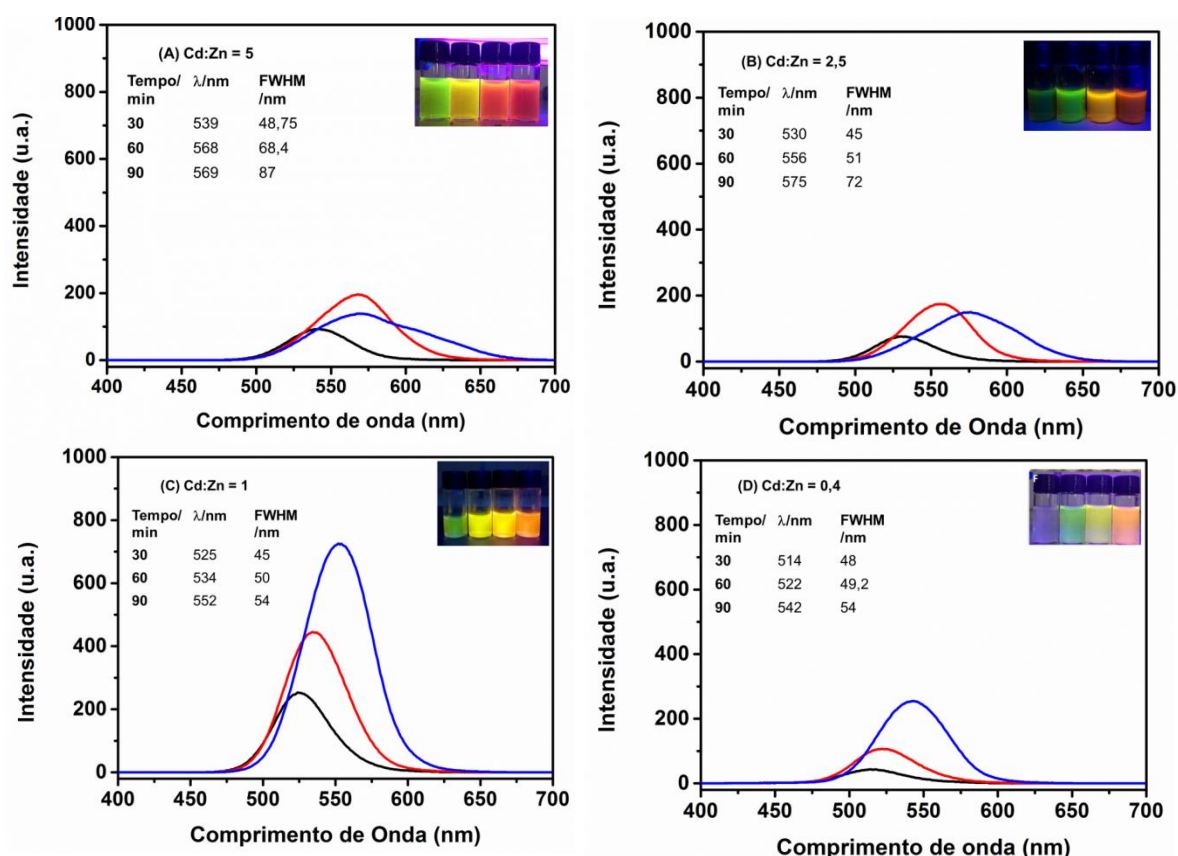 (A) Cd:Zn = 5
Tempo/ min λ/nm FWHM /nm
30 539 48,75
60 568 68,4
90 569 87
Intensidade (u.a.)
1000
800
600
400
200
0
400 450 500 550 600 650 700
Comprimento de onda (nm)
(B) Cd:Zn = 2,5
Tempo/ min λ/nm FWHM /nm
30 530 45
60 556 51
90 575 72
Intensidade (u.a.)
1000
800
600
400
200
0
400 450 500 550 600 650 700
Comprimento de Onda (nm)
(C) Cd:Zn = 1
Tempo/ min λ/nm FWHM /nm
30 525 45
60 534 50
90 552 54
Intensidade (u.a.)
1000
800
600
400
200
0
400 450 500 550 600 650 700
Comprimento de Onda (nm)
(D) Cd:Zn = 0,4
Tempo/ min λ/nm FWHM /nm
30 514 48
60 522 49,2
90 542 54
F
Intensidade (u.a.)
1000
800
600
400
200
0
400 450 500 550 600 650 700
Comprimento de onda (nm)